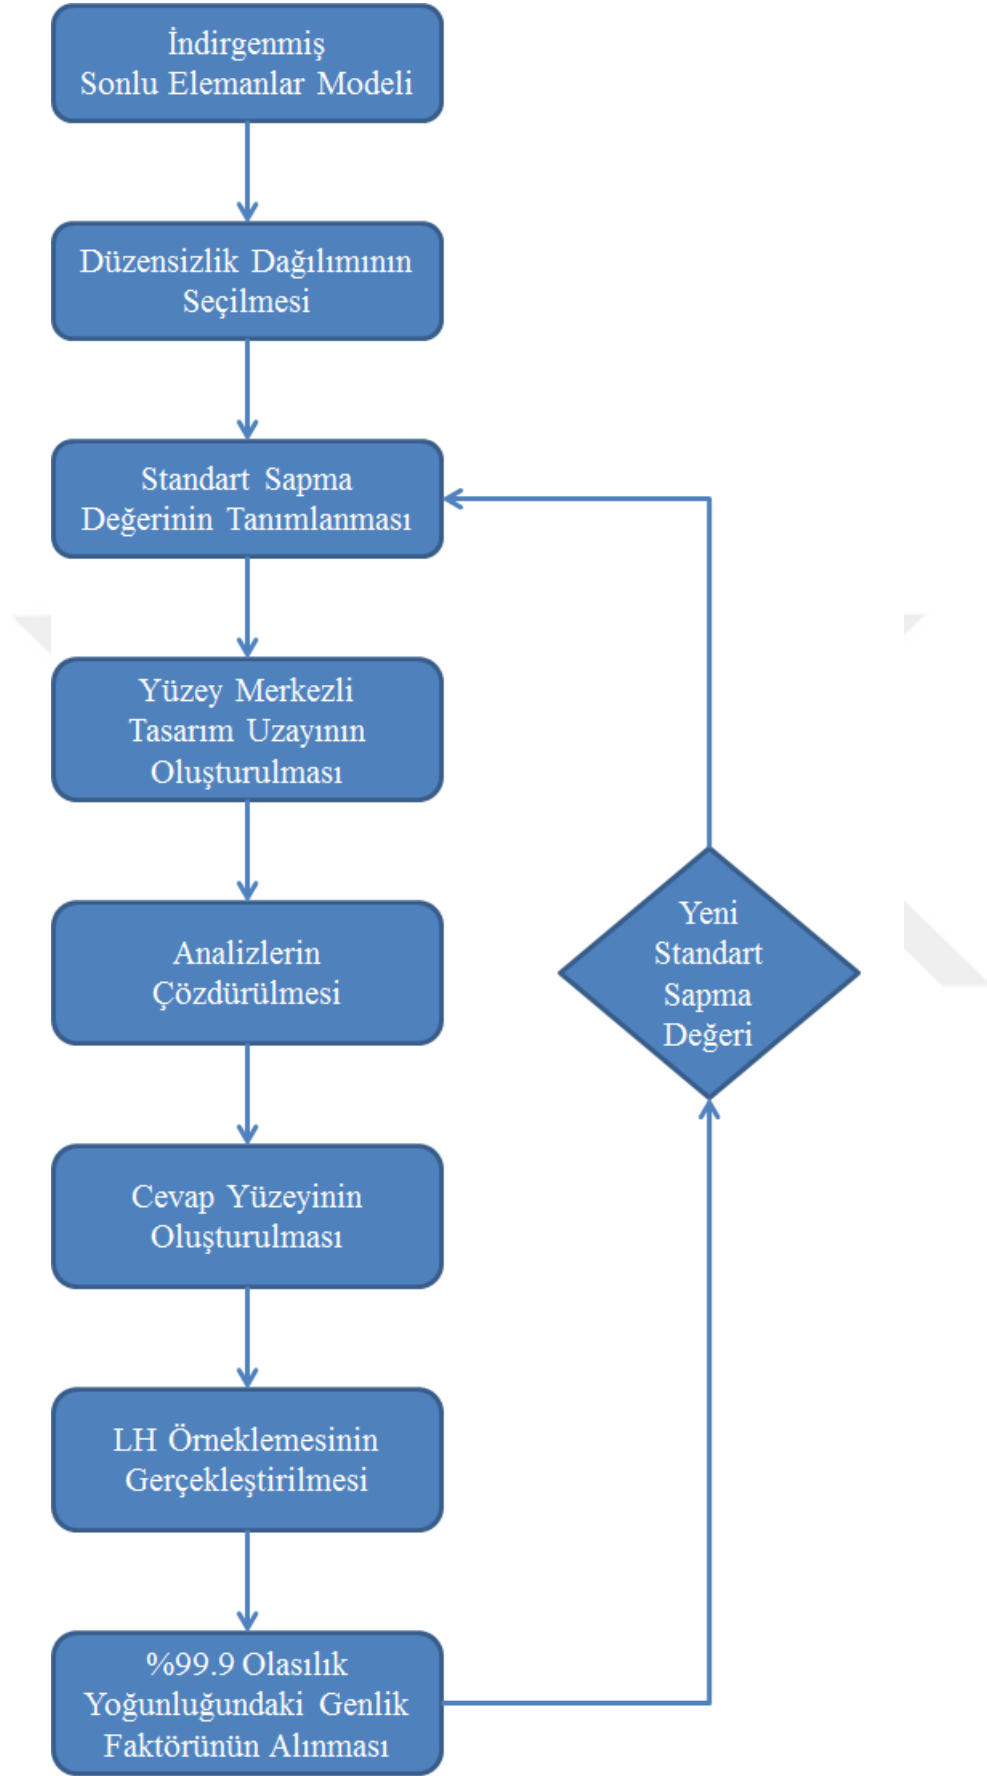 İndirgenmiş
Sonlu Elemanlar Modeli
Düzensizlik Dağılımının
Seçilmesi
Standart Sapma
Değerinin Tanımlanması
Yüzey Merkezli
Tasarım Uzayının
Oluşturulması
Analizlerin
Çözdürülmesi
Cevap Yüzeyinin
Oluşturulması
LH Örneklemesinin
Gerçekleştirilmesi
%99.9 Olasılık
Yoğunluğundaki Genlik
Faktörünün Alınması
Yeni
Standart
Sapma
Değeri